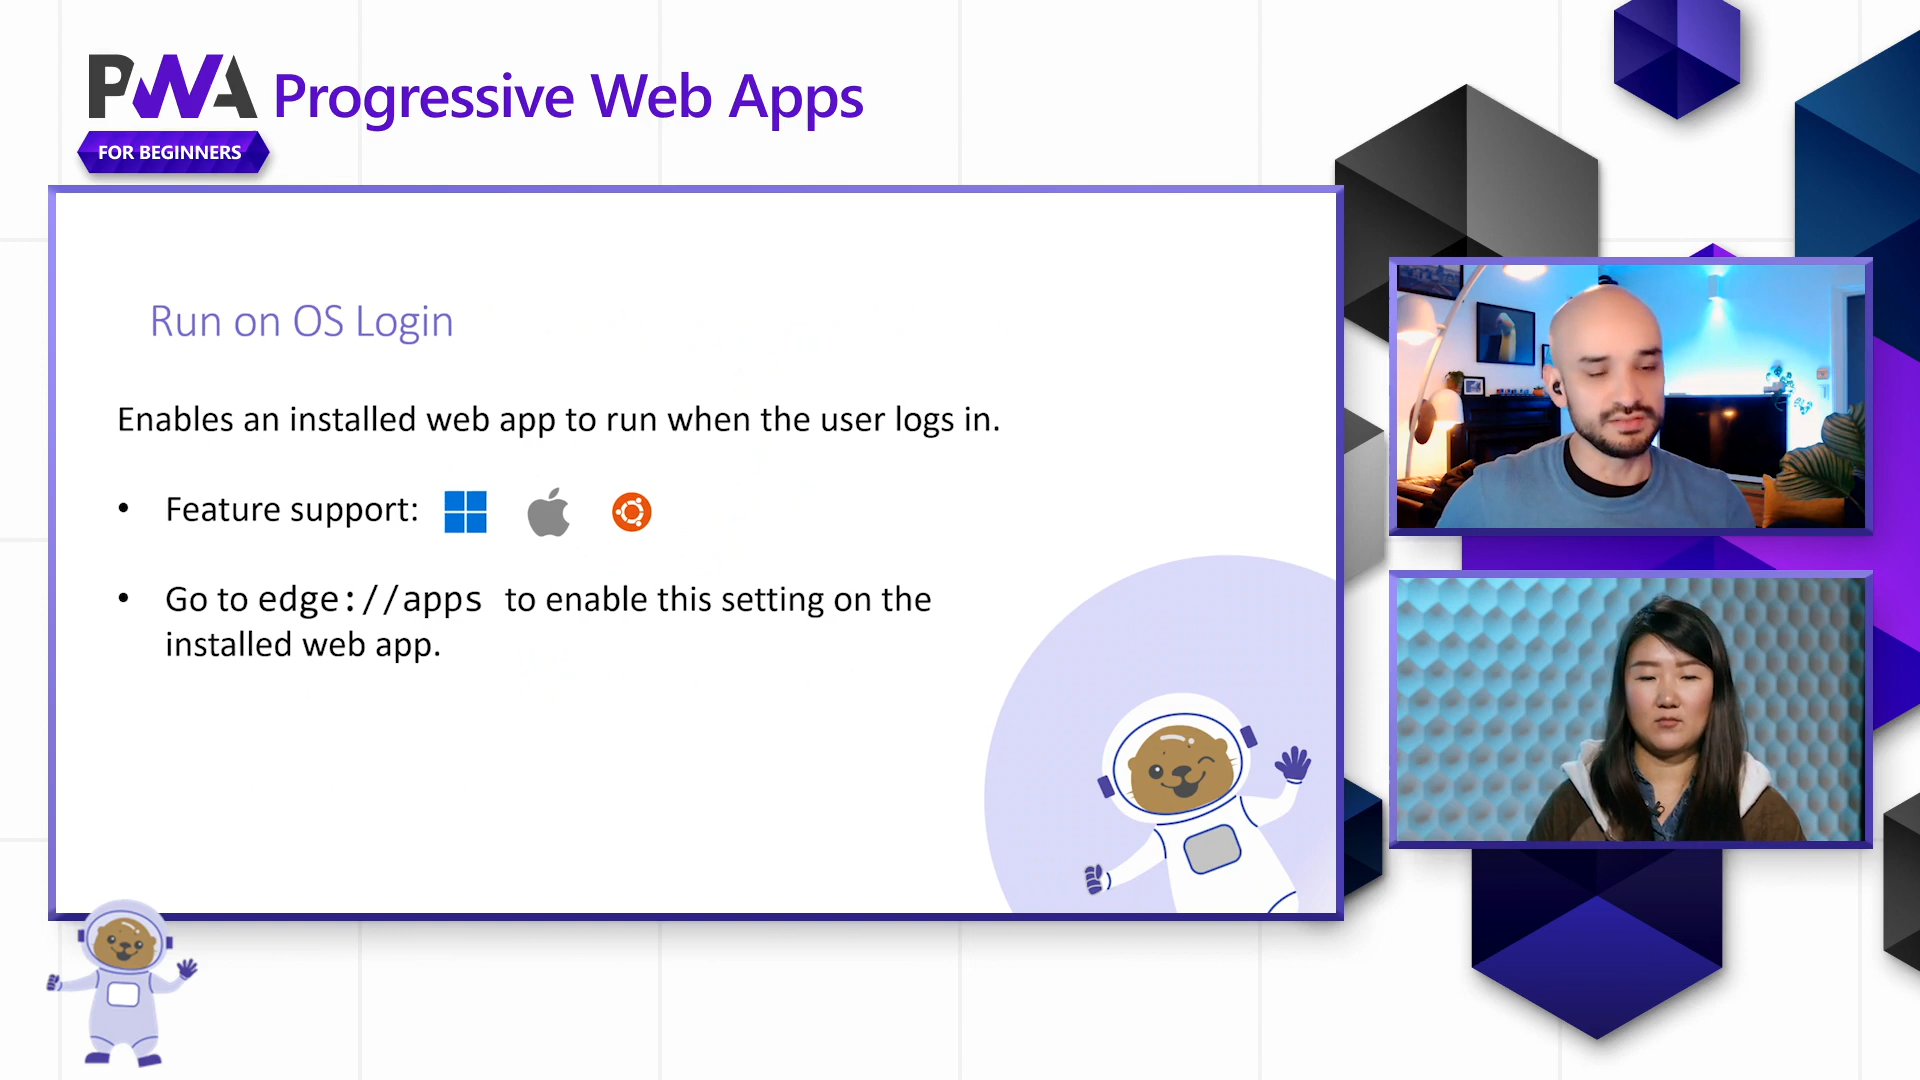 PWA Progressive Web Apps
FOR BEGINNERS
Run on OS Login
Enables an installed web app to run when the user logs in.
• Feature support:
• Go to edge://apps to enable this setting on the
installed web app.